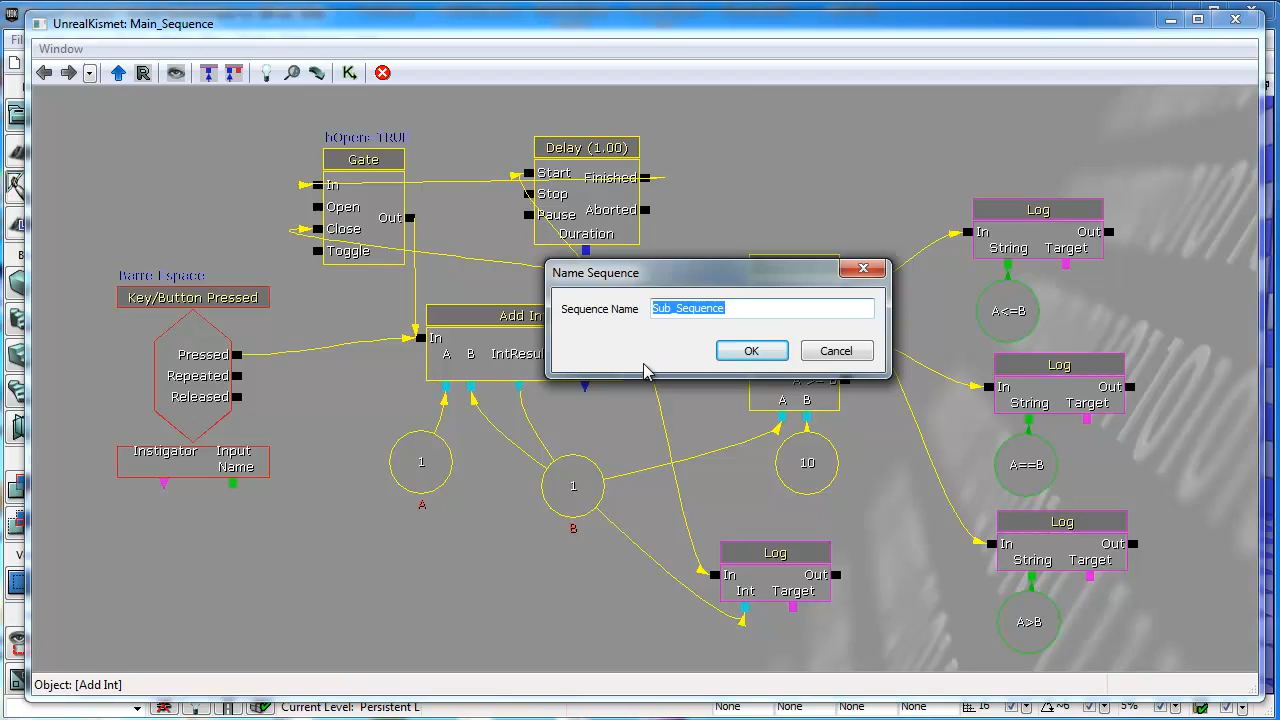 UnrealKismet: Main_Sequence
Window
bOpen= TRUE
Gate
In
Open
Close
Toggle
Out
Delay (1.00)
Start
Stop
Pause
Finished
Aborted
Duration
Barre Espace
Key/Button Pressed
Pressed
Repeated
Released
Instigator
Input
Name
Add In
In
A B IntResul
Name Sequence
Sequence Name
Sub_Sequence
OK
Cancel
A >= B
A B
1
A
1
B
10
Log
In Out
Int Target
Log
In Out
String Target
A<=B
Log
In Out
String Target
A==B
Log
In Out
String Target
A>B
Object: [Add Int]
Current Level: Persistent L
None None None None
16
5%